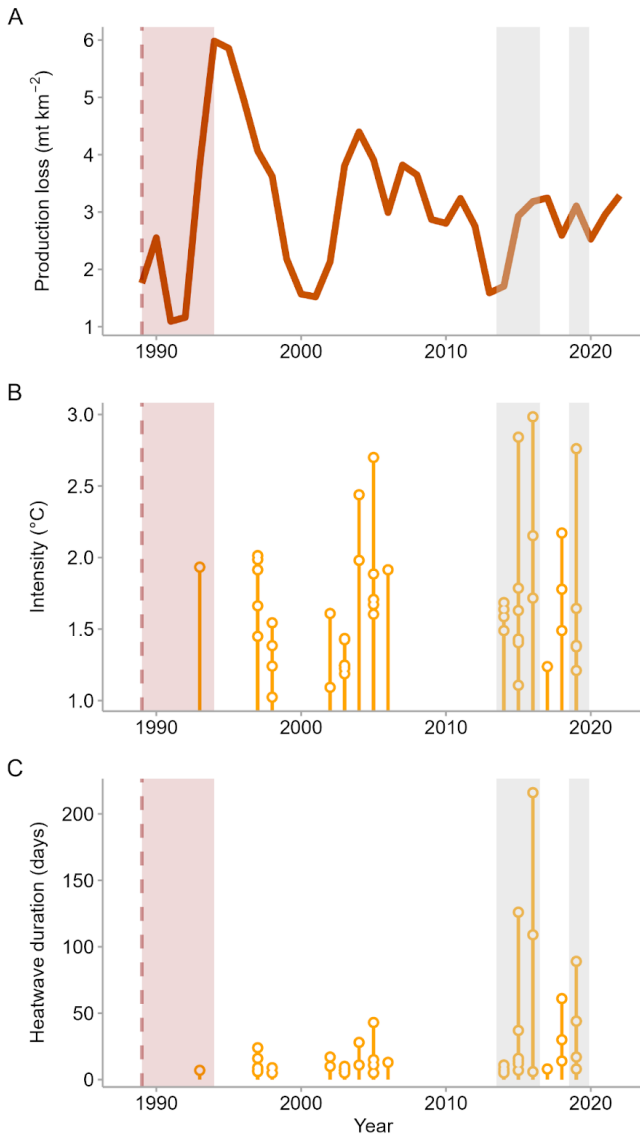 A
Production loss (mt km⁻²)
6
5
4
3
2
1
1990 2000 2010 2020
B
Intensity (°C)
3.0
2.5
2.0
1.5
1.0
1990 2000 2010 2020
C
Heatwave duration (days)
200
150
100
50
0
1990 2000 2010 2020
Year